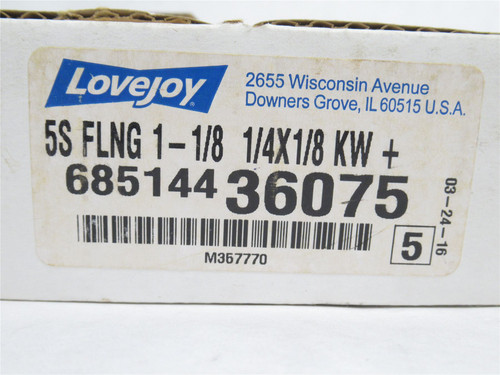 Lovejoy
2655 Wisconsin Avenue
Downers Grove, IL 60515 U.S.A.
5S FLNG 1-1/8 1/4X1/8 KW +
685144 36075
5
03-24-16
M357770